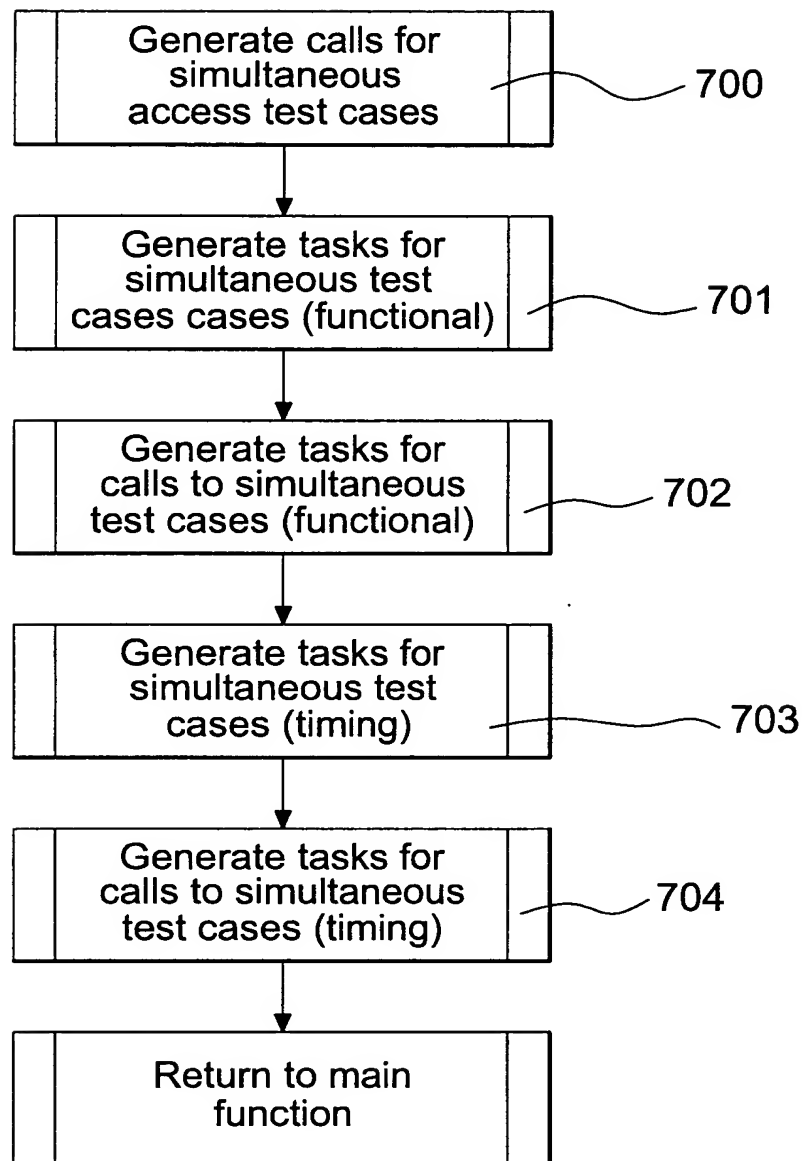 Generate calls for
simultaneous
access test cases
700
Generate tasks for
simultaneous test
cases cases (functional)
701
Generate tasks for
calls to simultaneous
test cases (functional)
702
Generate tasks for
simultaneous test
cases (timing)
703
Generate tasks for
calls to simultaneous
test cases (timing)
704
Return to main
function